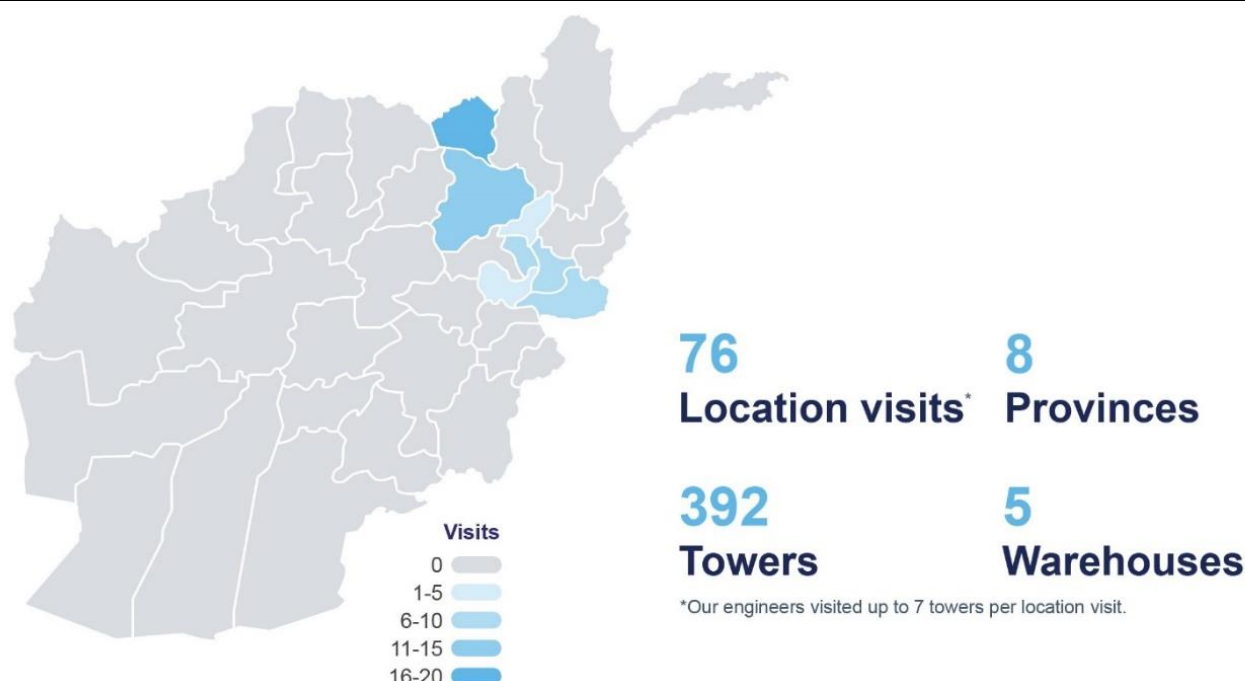 76
Location visits*
8
Provinces
392
Towers
5
Warehouses
*Our engineers visited up to 7 towers per location visit.
Visits
0
1-5
6-10
11-15
16-20